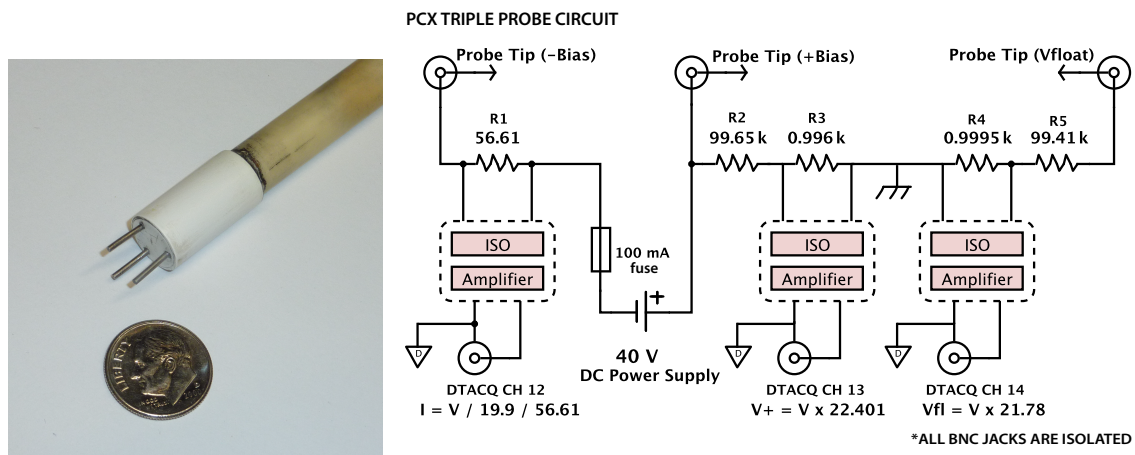 PCX TRIPLE PROBE CIRCUIT
Probe Tip (−Bias)
Probe Tip (+Bias)
Probe Tip (Vfloat)
R1
56.61
R2
99.65 k
R3
0.996 k
R4
0.9995 k
R5
99.41 k
ISO
Amplifier
100 mA
fuse
+
ISO
Amplifier
ISO
Amplifier
D
D
D
40 V
DC Power Supply
DTACQ CH 12
I = V / 19.9 / 56.61
DTACQ CH 13
V+ = V x 22.401
DTACQ CH 14
Vfl = V x 21.78
*ALL BNC JACKS ARE ISOLATED
LIBERTY